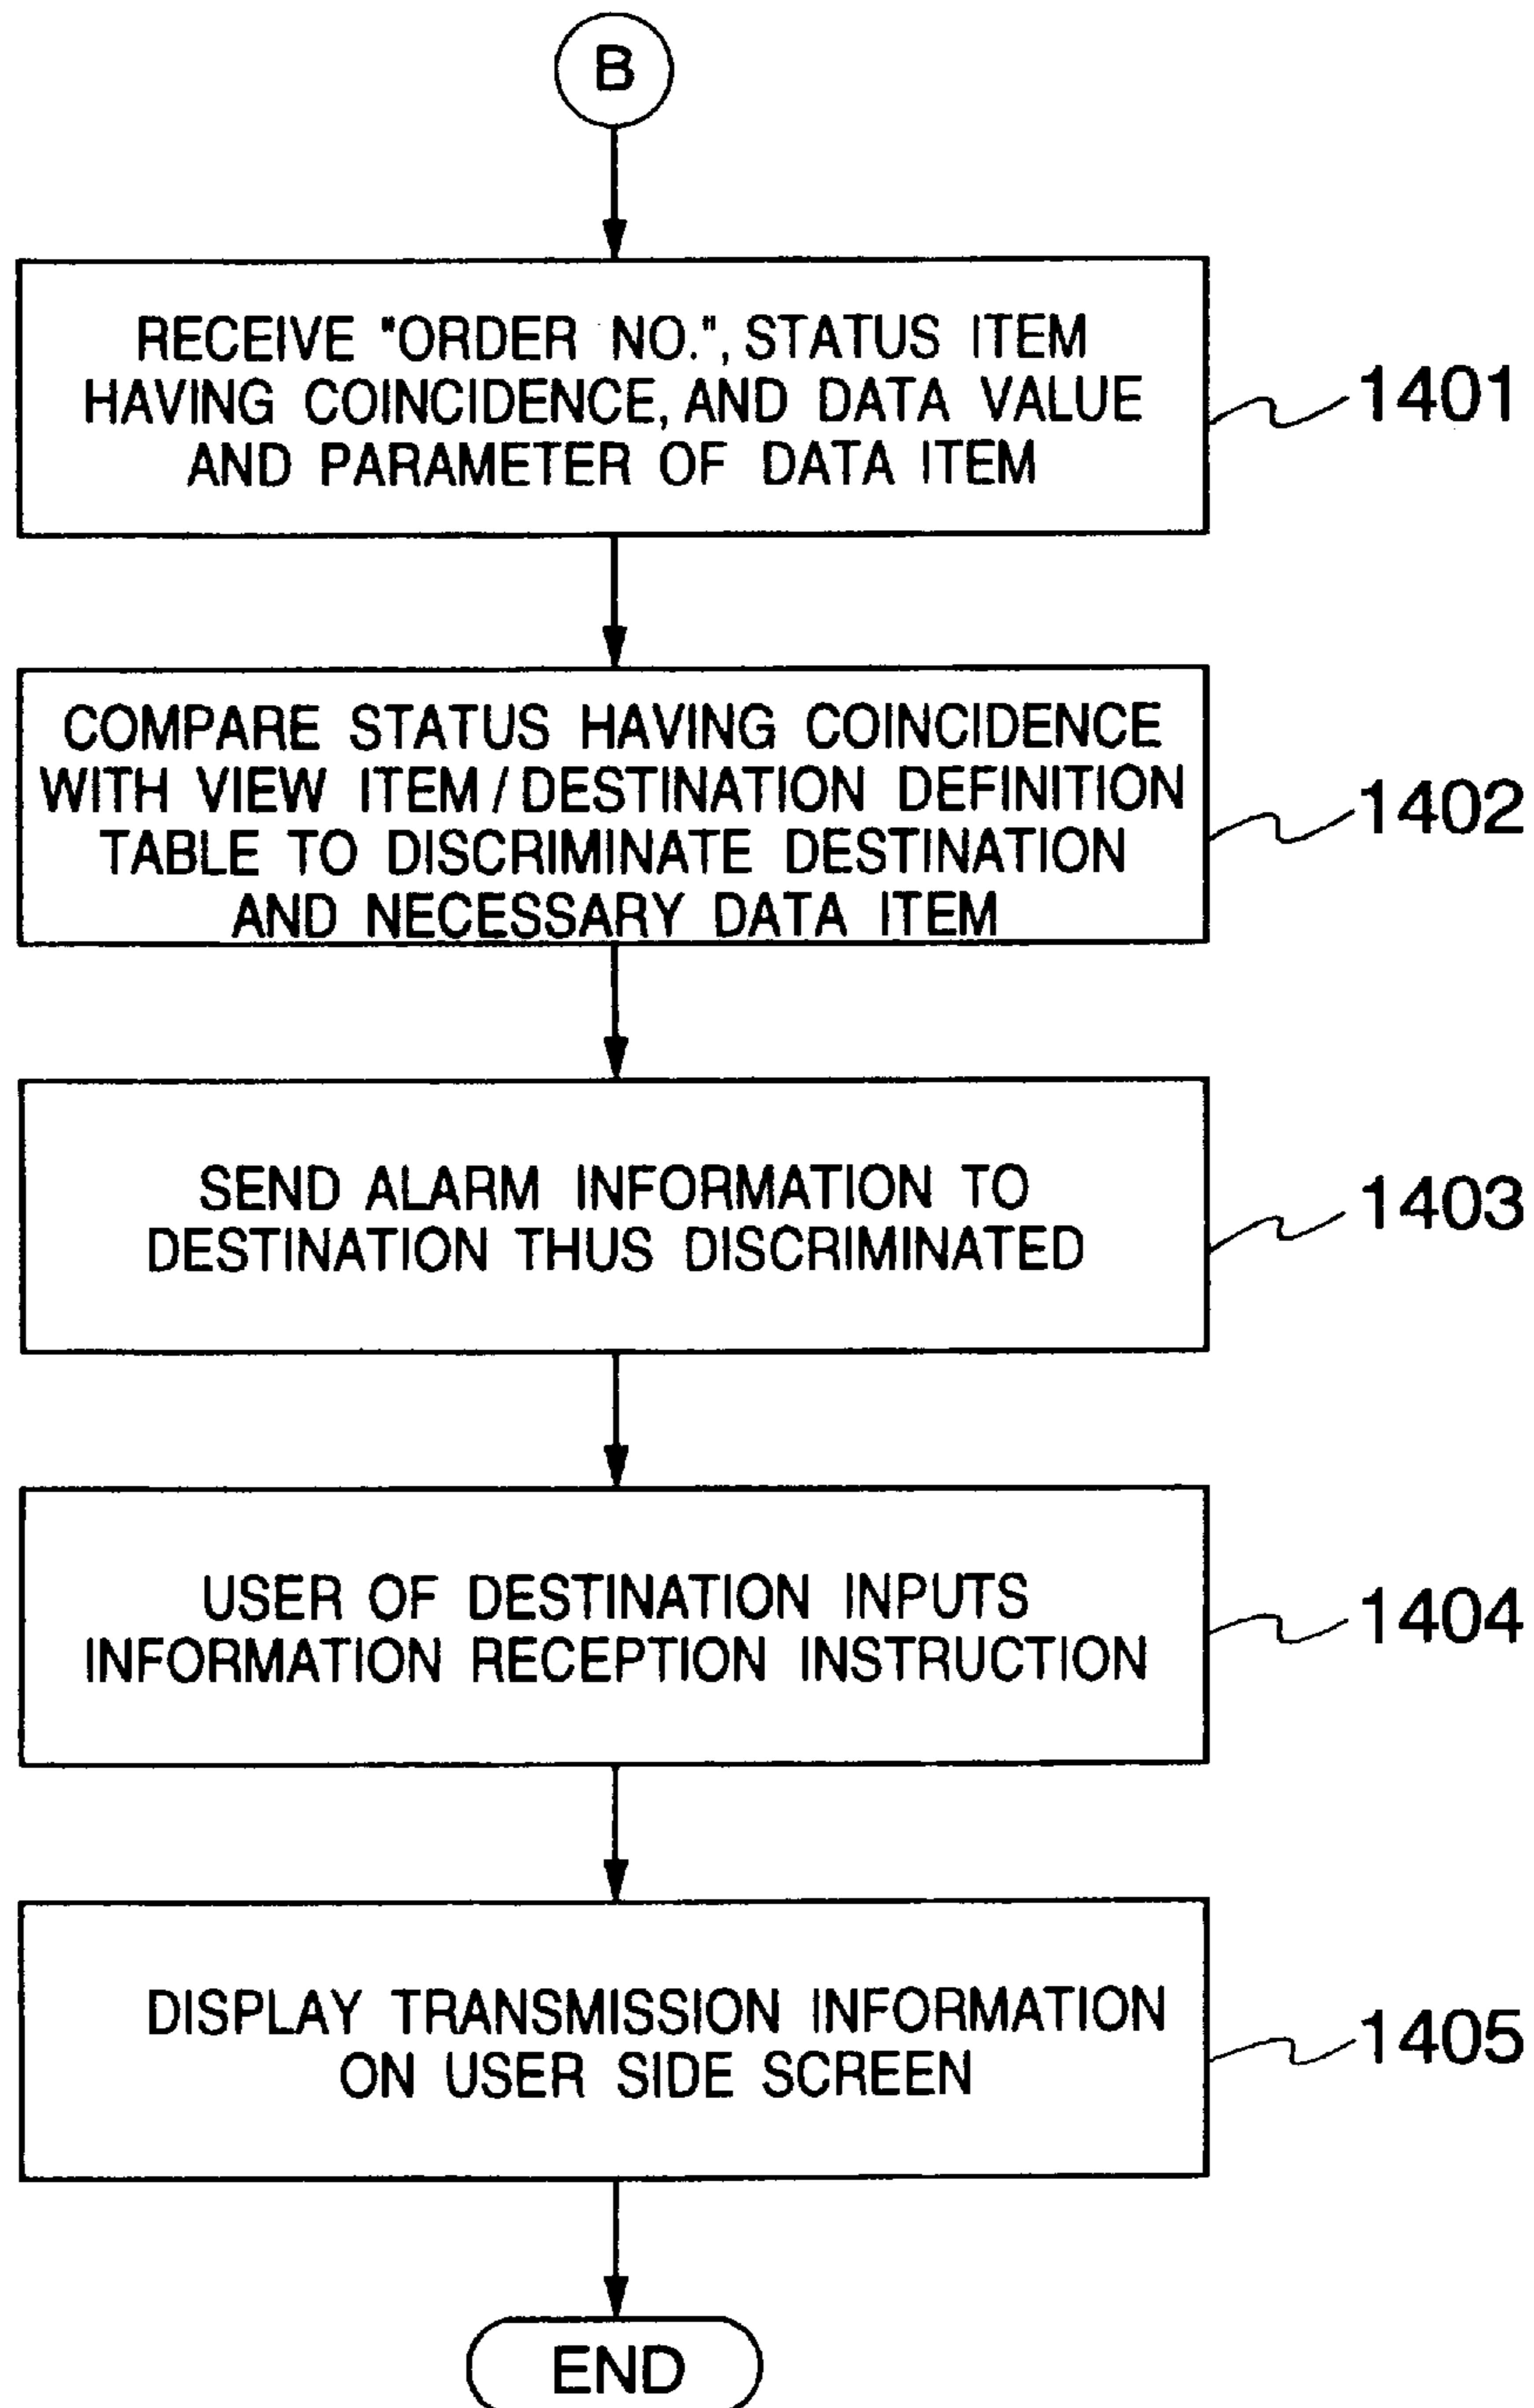 B
RECEIVE "ORDER NO.", STATUS ITEM
HAVING COINCIDENCE, AND DATA VALUE
AND PARAMETER OF DATA ITEM
1401
COMPARE STATUS HAVING COINCIDENCE
WITH VIEW ITEM / DESTINATION DEFINITION
TABLE TO DISCRIMINATE DESTINATION
AND NECESSARY DATA ITEM
1402
SEND ALARM INFORMATION TO
DESTINATION THUS DISCRIMINATED
1403
USER OF DESTINATION INPUTS
INFORMATION RECEPTION INSTRUCTION
1404
DISPLAY TRANSMISSION INFORMATION
ON USER SIDE SCREEN
1405
END